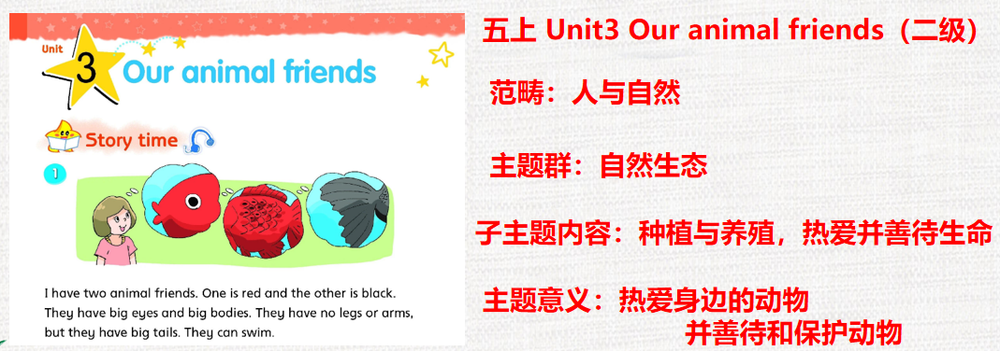 Unit
3
Our animal friends
Story time
1
I have two animal friends. One is red and the other is black.
They have big eyes and big bodies. They have no legs or arms,
but they have big tails. They can swim.
五上 Unit3 Our animal friends（二级）
范畴：人与自然
主题群：自然生态
子主题内容：种植与养殖，热爱并善待生命
主题意义：热爱身边的动物
并善待和保护动物